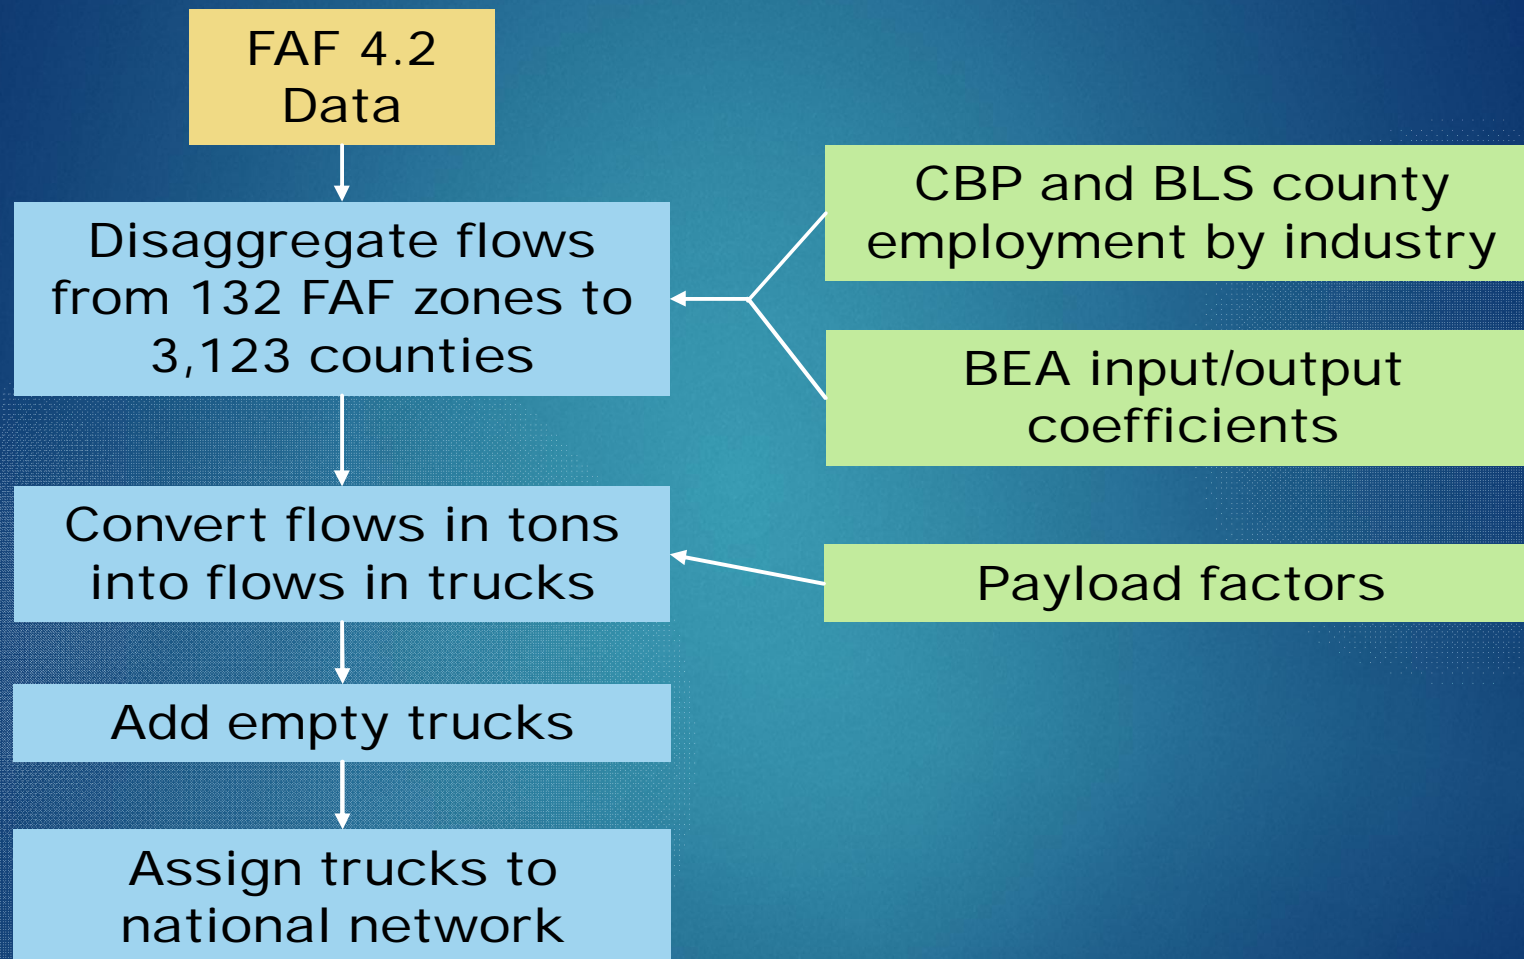 FAF 4.2
Data
Disaggregate flows
from 132 FAF zones to
3,123 counties
CBP and BLS county
employment by industry
BEA input/output
coefficients
Convert flows in tons
into flows in trucks
Payload factors
Add empty trucks
Assign trucks to
national network